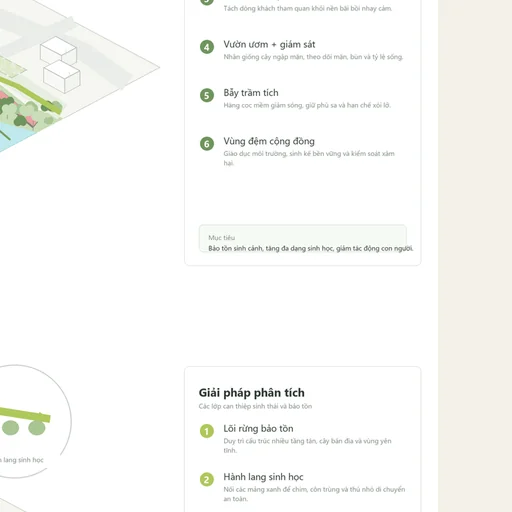 Tách dòng khách tham quan khỏi nền bãi bồi nhạy cảm.
4
Vườn ươm + giám sát
Nhân giống cây ngập mặn, theo dõi mặn, bùn và tỷ lệ sống.
5
Bẫy trầm tích
Hàng cọc mềm giảm sóng, giữ phù sa và hạn chế xói lở.
6
Vùng đệm cộng đồng
Giáo dục môi trường, sinh kế bền vững và kiểm soát xâm
hại.
Mục tiêu
Bảo tồn sinh cảnh, tăng đa dạng sinh học, giảm tác động con người.
lang sinh học
Giải pháp phân tích
Các lớp can thiệp sinh thái và bảo tồn
1
Lõi rừng bảo tồn
Duy trì cấu trúc nhiều tầng tán, cây bản địa và vùng yên
tĩnh.
2
Hành lang sinh học
Nối các mảng xanh để chim, côn trùng và thú nhỏ di chuyển
an toàn.